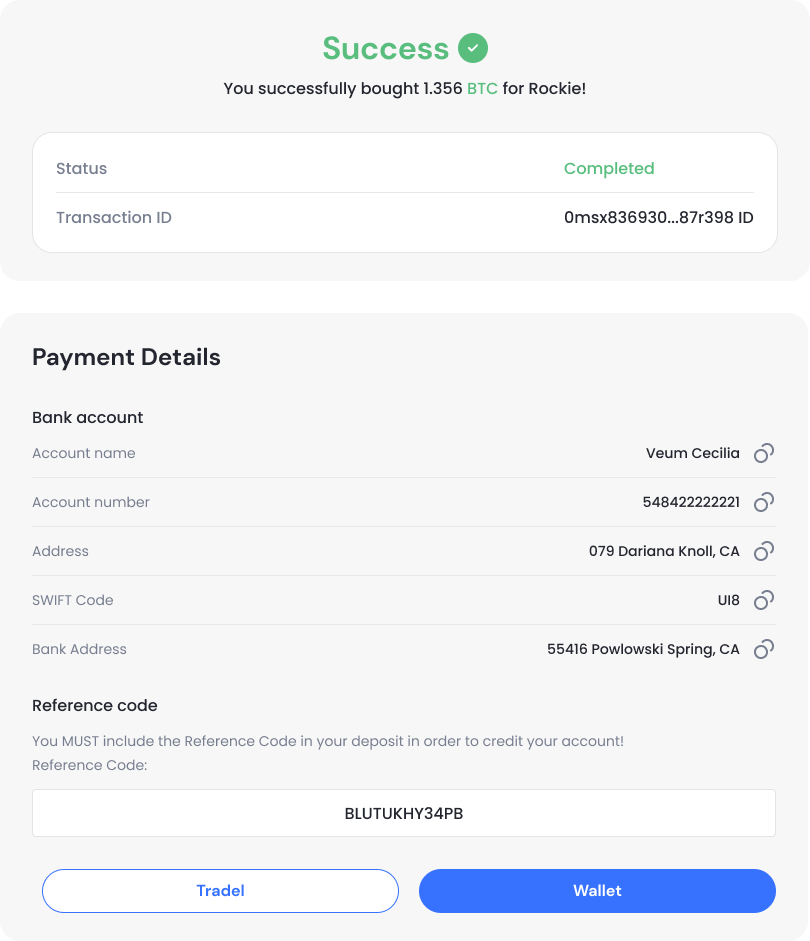 Success
You successfully bought 1.356 BTC for Rockie!
Status Completed
Transaction ID 0msx836930...87r398 ID
Payment Details
Bank account
Account name Veum Cecilia
Account number 548422222221
Address 079 Dariana Knoll, CA
SWIFT Code UI8
Bank Address 55416 Powlowski Spring, CA
Reference code
You MUST include the Reference Code in your deposit in order to credit your account!
Reference Code:
BLUTUKHY34PB
Tradel Wallet